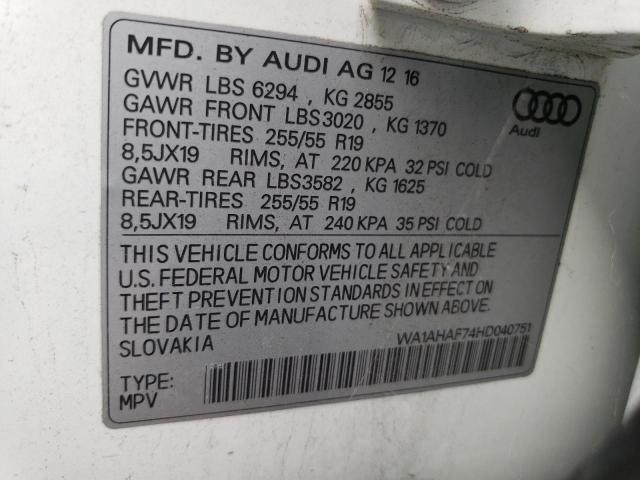 MFD. BY AUDI AG 12 16
GVWR LBS 6294 , KG 2855
GAWR FRONT LBS3020 , KG 1370
FRONT-TIRES 255/55 R19
8,5JX19 RIMS, AT 220 KPA 32 PSI COLD
GAWR REAR LBS3582 , KG 1625
REAR-TIRES 255/55 R19
8,5JX19 RIMS, AT 240 KPA 35 PSI COLD
Audi
THIS VEHICLE CONFORMS TO ALL APPLICABLE
U.S. FEDERAL MOTOR VEHICLE SAFETY AND
THEFT PREVENTION STANDARDS IN EFFECT ON
THE DATE OF MANUFACTURE SHOWN ABOVE.
SLOVAKIA
WA1AHAF74HD040751
TYPE:
MPV